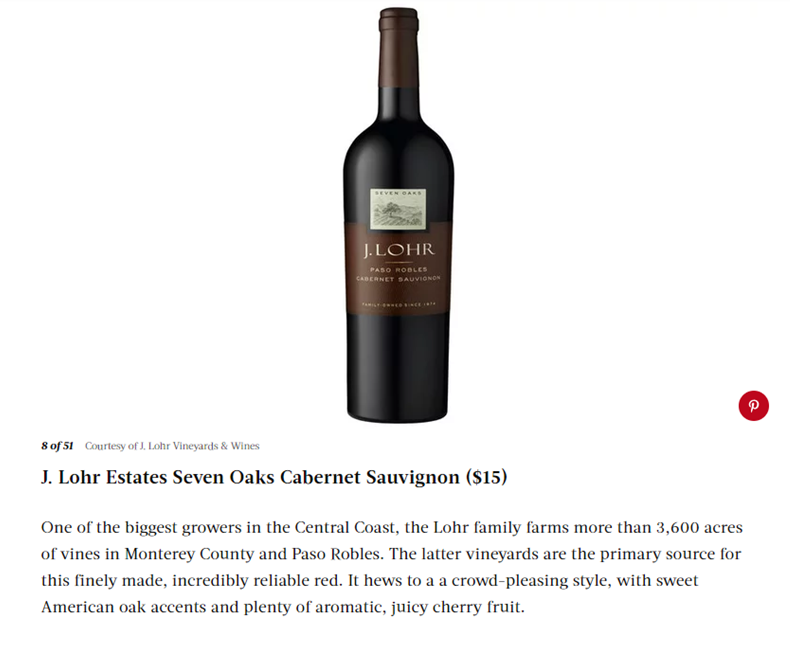 SEVEN OAKS
J. LOHR
PASO ROBLES
CABERNET SAUVIGNON
FAMILY-OWNED SINCE 1974
8 of 51 Courtesy of J. Lohr Vineyards & Wines
J. Lohr Estates Seven Oaks Cabernet Sauvignon ($15)
One of the biggest growers in the Central Coast, the Lohr family farms more than 3,600 acres
of vines in Monterey County and Paso Robles. The latter vineyards are the primary source for
this finely made, incredibly reliable red. It hews to a a crowd-pleasing style, with sweet
American oak accents and plenty of aromatic, juicy cherry fruit.